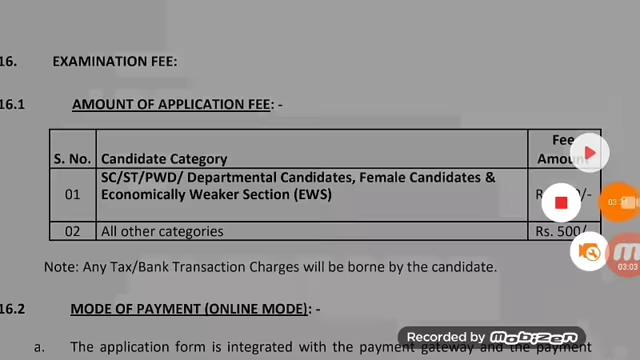 16. EXAMINATION FEE:
16.1 AMOUNT OF APPLICATION FEE: -
S. No. Candidate Category Fee Amount
01 SC/ST/PWD/ Departmental Candidates, Female Candidates &
Economically Weaker Section (EWS)
02 All other categories Rs. 500/-
Note: Any Tax/Bank Transaction Charges will be borne by the candidate.
16.2 MODE OF PAYMENT (ONLINE MODE): -
a. The application form is integrated with the payment gateway and the payment
Recorded by Mobizen
03:03